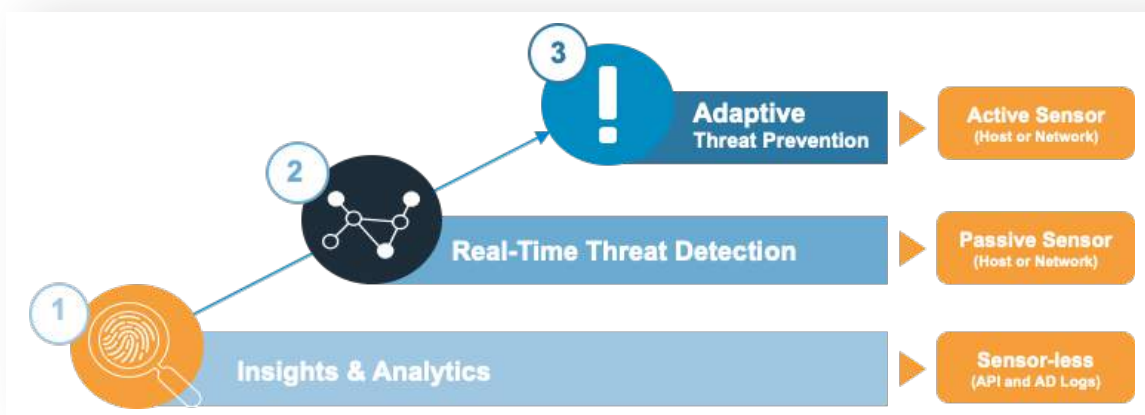 3
Adaptive
Threat Prevention
Active Sensor
(Host or Network)
2
Real-Time Threat Detection
Passive Sensor
(Host or Network)
1
Insights & Analytics
Sensor-less
(API and AD Logs)